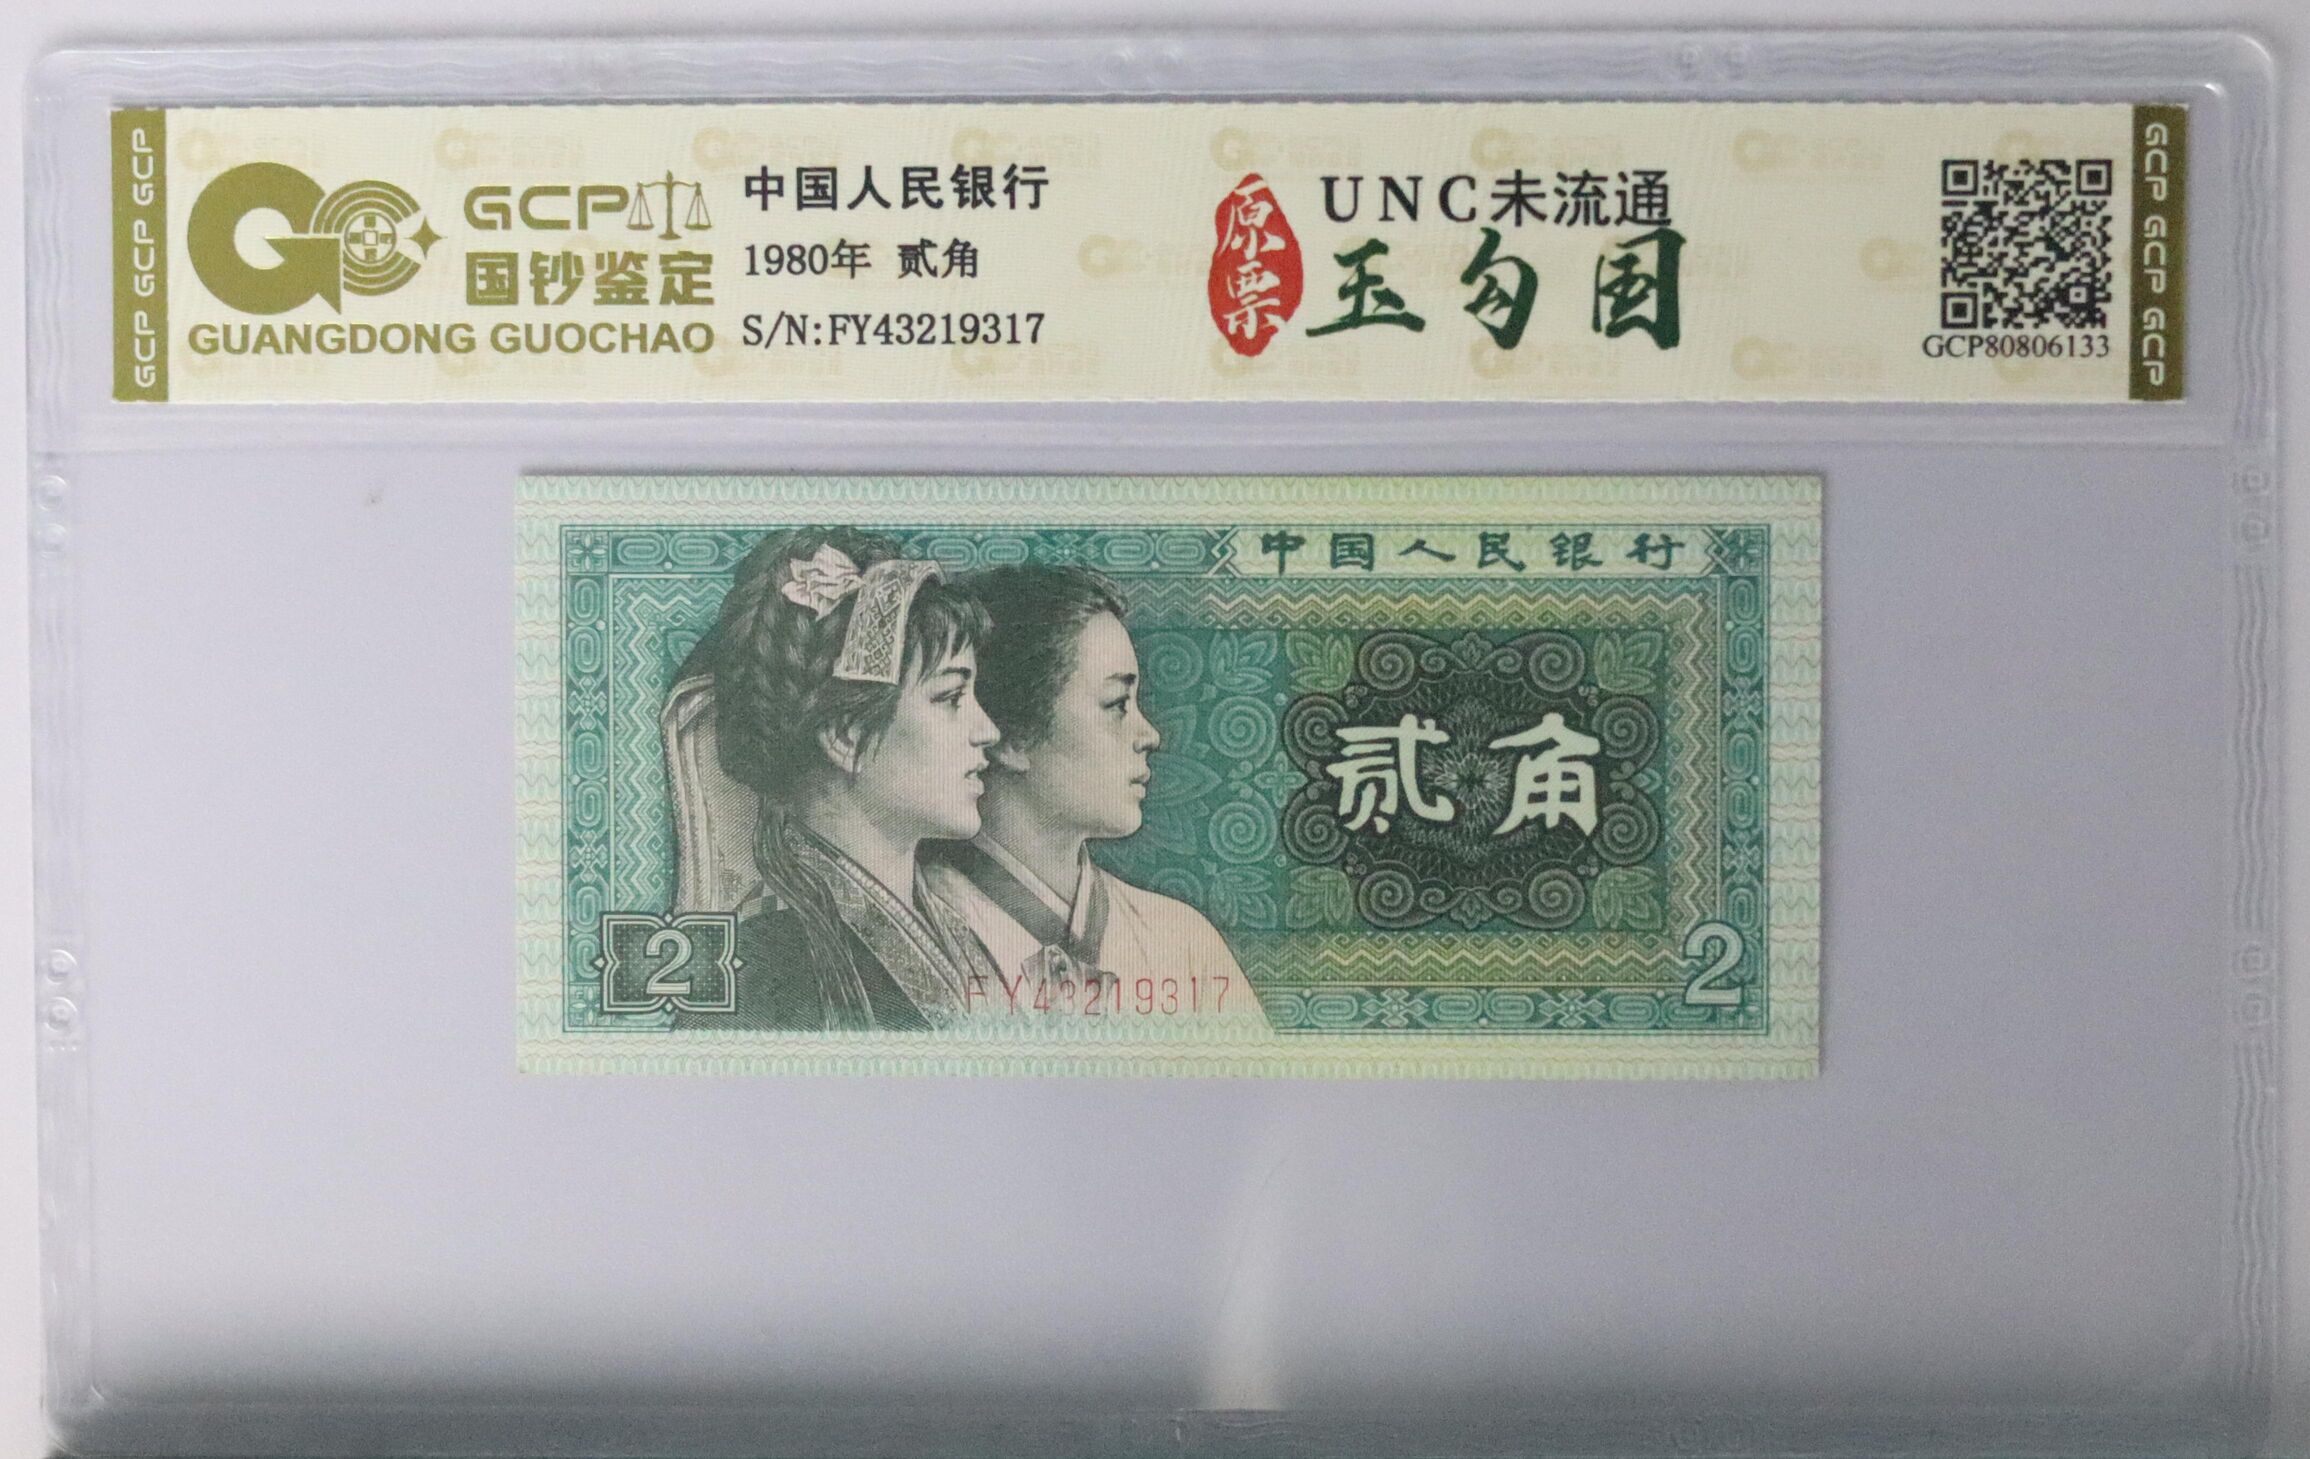 GCP GCP GCP GCP
GCP
国钞鉴定
GUANGDONG GUOCHAO
中国人民银行
1980年 贰角
S/N:FY43219317
原票
UNC未流通
玉勾国
GCP80806133
GCP GCP GCP GCP
中国人民银行
贰角
2
FY43219317
2